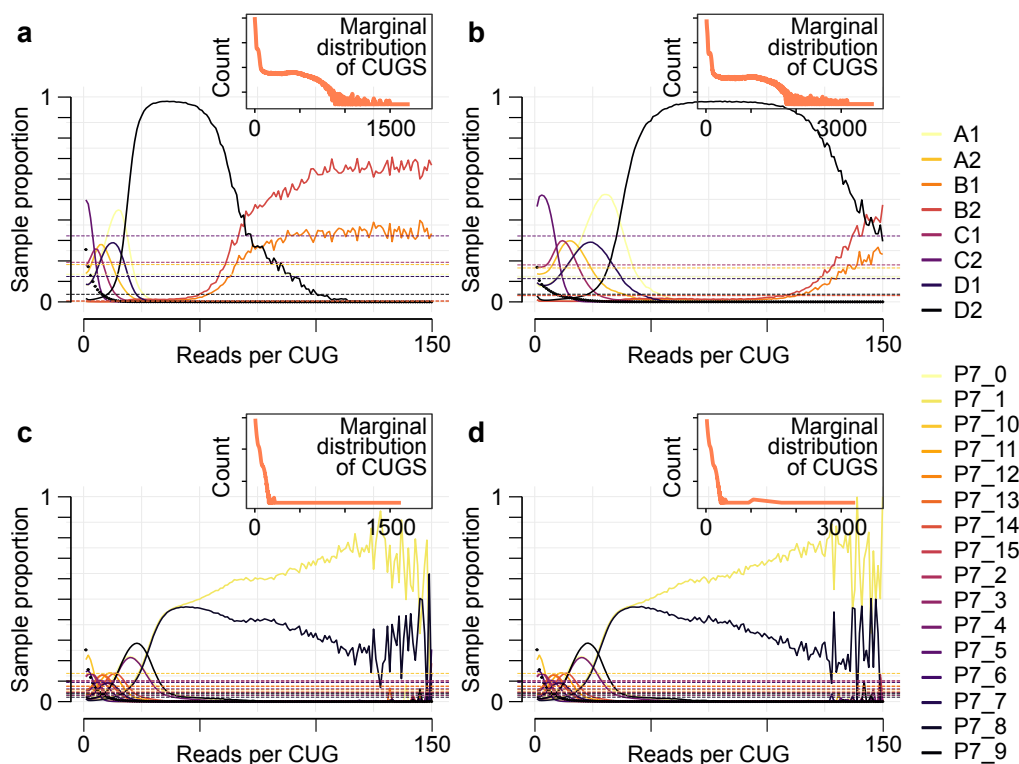 a
Marginal
distribution
of CUGS
Count
0
1500
1
0
Sample proportion
0
150
Reads per CUG
b
Marginal
distribution
of CUGS
Count
0
3000
1
0
Sample proportion
0
150
Reads per CUG
A1
A2
B1
B2
C1
C2
D1
D2
c
Marginal
distribution
of CUGS
Count
0
1500
1
0
Sample proportion
0
150
Reads per CUG
d
Marginal
distribution
of CUGS
Count
0
3000
1
0
Sample proportion
0
150
Reads per CUG
P7_0
P7_1
P7_10
P7_11
P7_12
P7_13
P7_14
P7_15
P7_2
P7_3
P7_4
P7_5
P7_6
P7_7
P7_8
P7_9